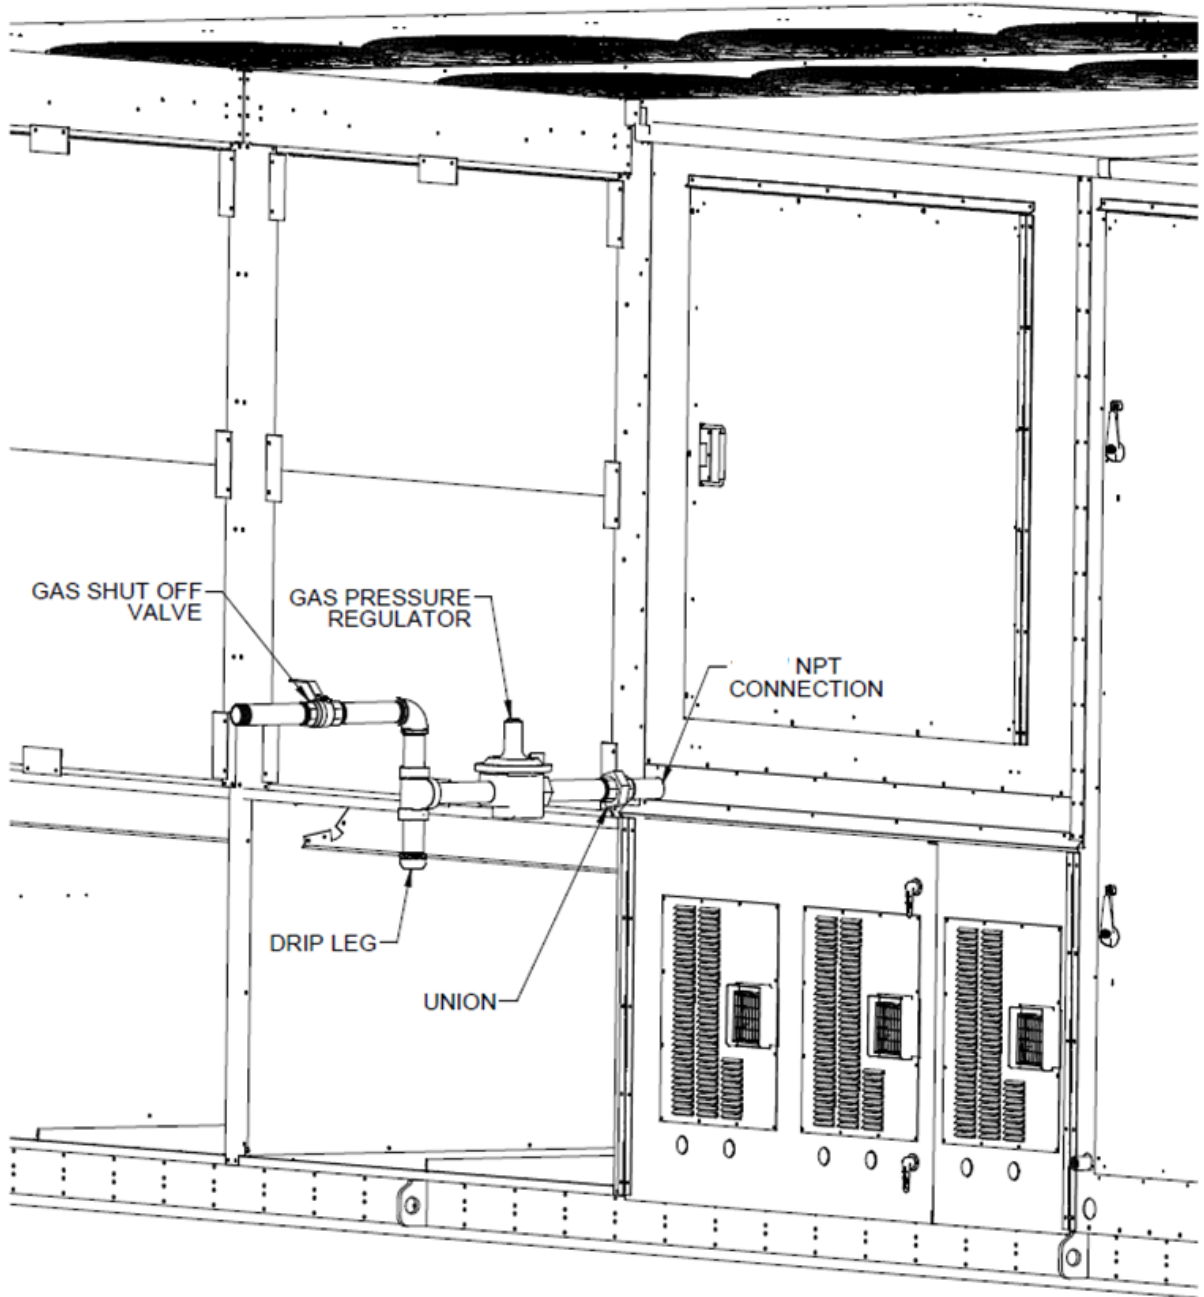 GAS SHUT OFF
VALVE
GAS PRESSURE
REGULATOR
NPT
CONNECTION
DRIP LEG
UNION